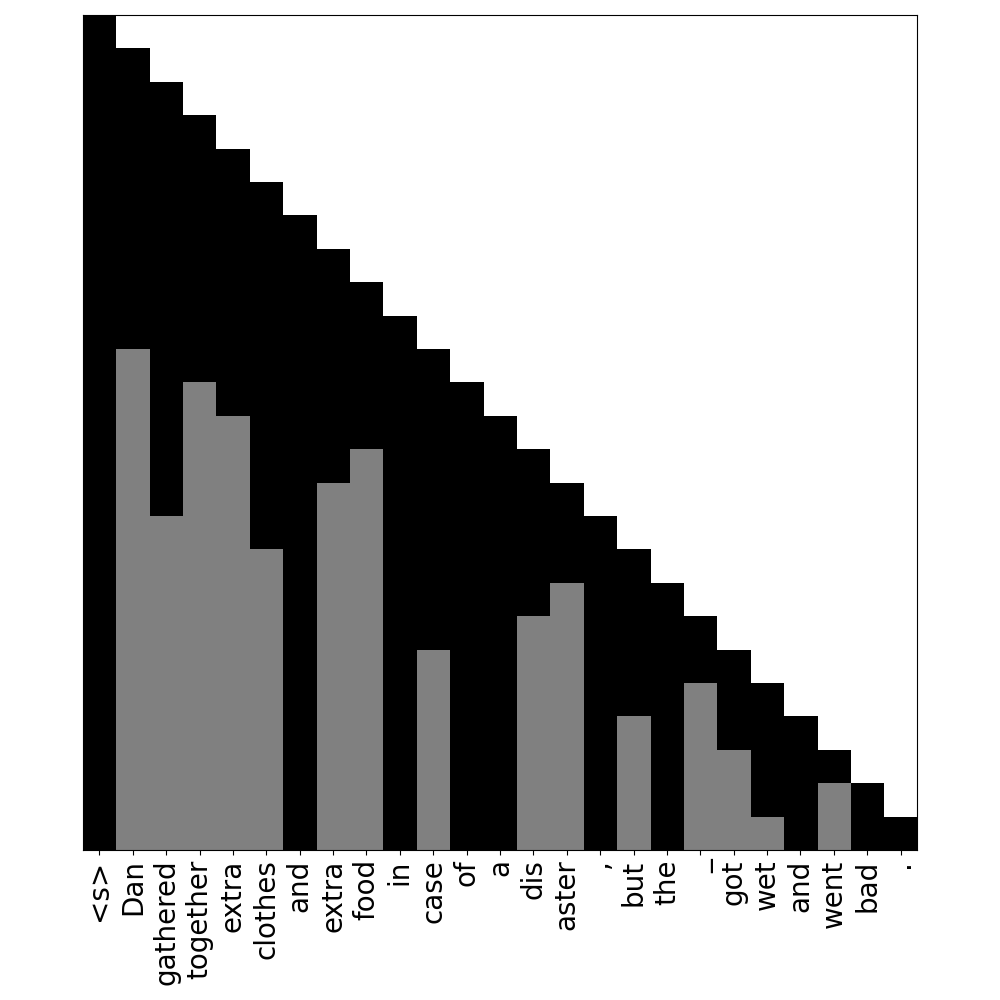 <s> Dan gathered together extra clothes and extra food in case of a dis aster , but the _ got wet and went bad .